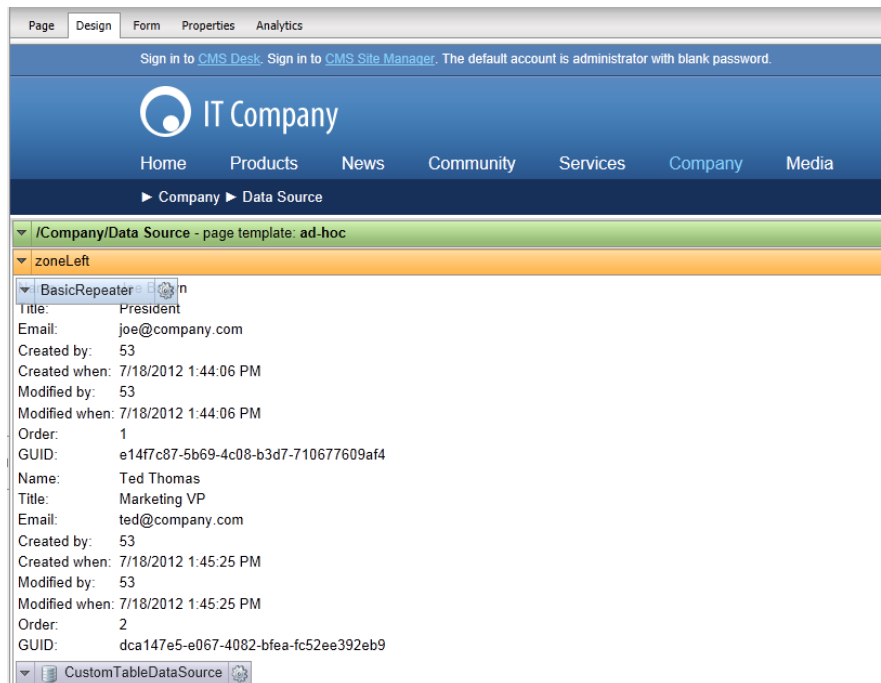 Page Design Form Properties Analytics
Sign in to CMS Desk. Sign in to CMS Site Manager. The default account is administrator with blank password.
IT Company
Home Products News Community Services Company Media
► Company ► Data Source
/Company/Data Source - page template: ad-hoc
zoneLeft
BasicRepeater
Title: President
Email: joe@company.com
Created by: 53
Created when: 7/18/2012 1:44:06 PM
Modified by: 53
Modified when: 7/18/2012 1:44:06 PM
Order: 1
GUID: e14f7c87-5b69-4c08-b3d7-710677609af4
Name: Ted Thomas
Title: Marketing VP
Email: ted@company.com
Created by: 53
Created when: 7/18/2012 1:45:25 PM
Modified by: 53
Modified when: 7/18/2012 1:45:25 PM
Order: 2
GUID: dca147e5-e067-4082-bfea-fc52ee392eb9
CustomTableDataSource